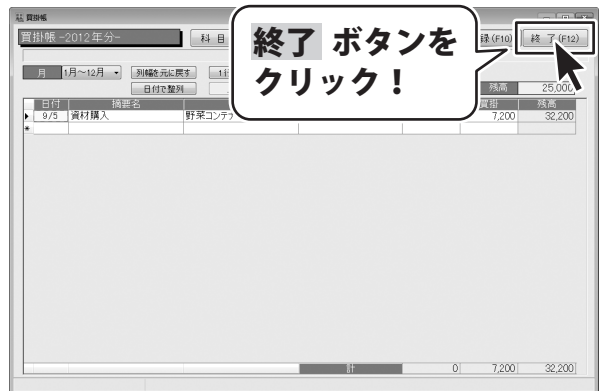 買掛帳
買掛帳 -2012年分-
科目
終了 ボタンを
クリック!
録(F10)
終 了(F12)
月 1月~12月
列幅を元に戻す
日付で整列
残高 25,000
日付 摘要名 買掛 残高
9/5 資材購入 野菜コンテナ 7,200 32,200
計 0 7,200 32,200